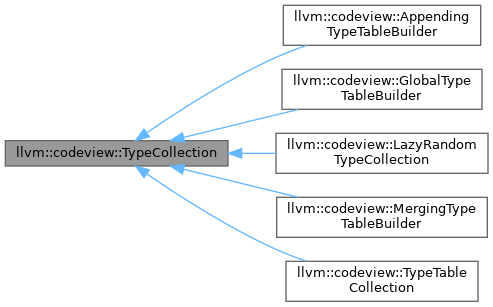 llvm::codeview::Appending
TypeTableBuilder
llvm::codeview::GlobalType
TableBuilder
llvm::codeview::TypeCollection
llvm::codeview::LazyRandom
TypeCollection
llvm::codeview::MergingType
TableBuilder
llvm::codeview::TypeTable
Collection